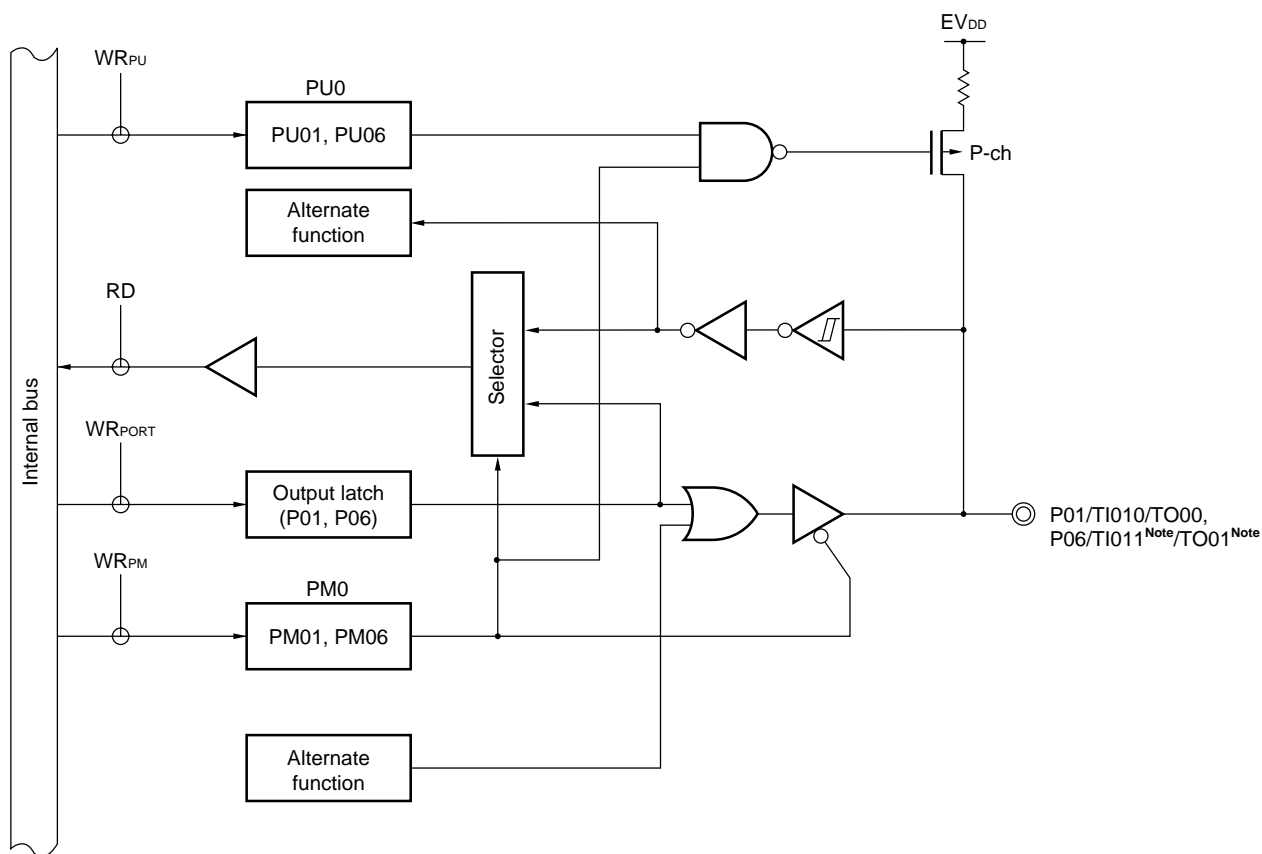 EVDD
WRPU
PU0
PU01, PU06
P-ch
Alternate
function
RD
Selector
Internal bus
WRPORT
Output latch
(P01, P06)
P01/TI010/TO00,
P06/TI011Note/TO01Note
WRPM
PM0
PM01, PM06
Alternate
function